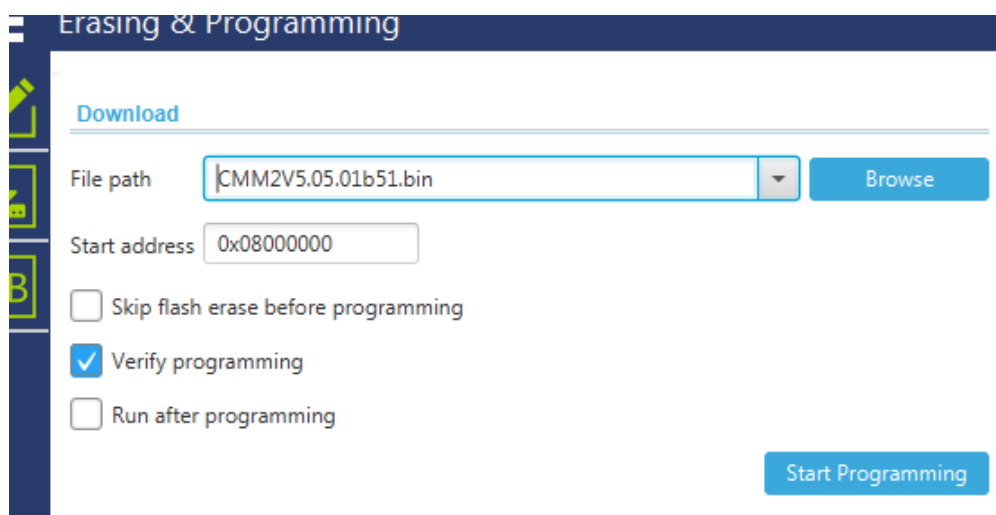 Erasing & Programming
Download
File path CMM2V5.05.01b51.bin Browse
Start address 0x08000000
Skip flash erase before programming
B
Verify programming
Run after programming
Start Programming